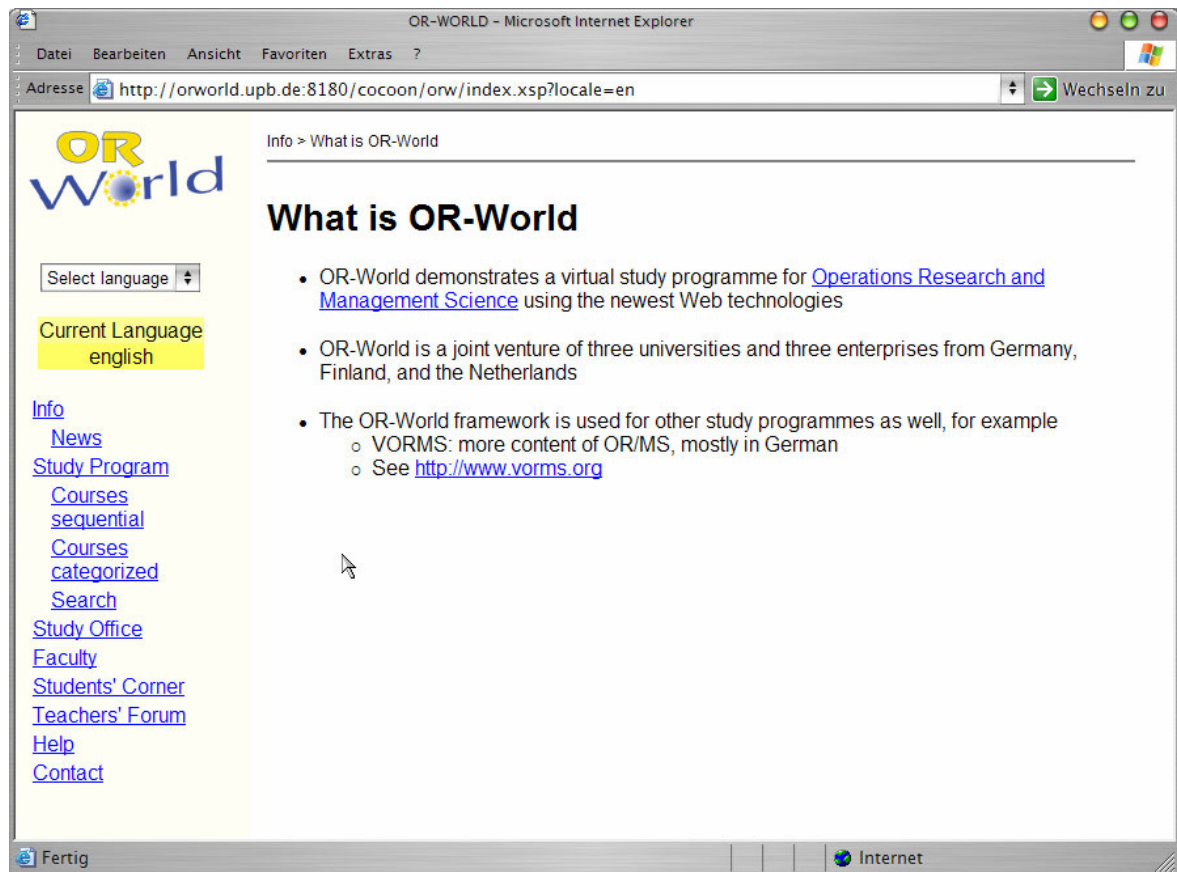 OR-WORLD - Microsoft Internet Explorer
Datei Bearbeiten Ansicht Favoriten Extras ?
Adresse http://orworld.upb.de:8180/cocoon/orw/index.xsp?locale=en Wechseln zu
OR
World
Select language
Current Language
english
Info
News
Study Program
Courses
sequential
Courses
categorized
Search
Study Office
Faculty
Students' Corner
Teachers' Forum
Help
Contact
Info > What is OR-World
What is OR-World
• OR-World demonstrates a virtual study programme for Operations Research and
Management Science using the newest Web technologies
• OR-World is a joint venture of three universities and three enterprises from Germany,
Finland, and the Netherlands
• The OR-World framework is used for other study programmes as well, for example
○ VORMS: more content of OR/MS, mostly in German
○ See http://www.vorms.org
Fertig Internet